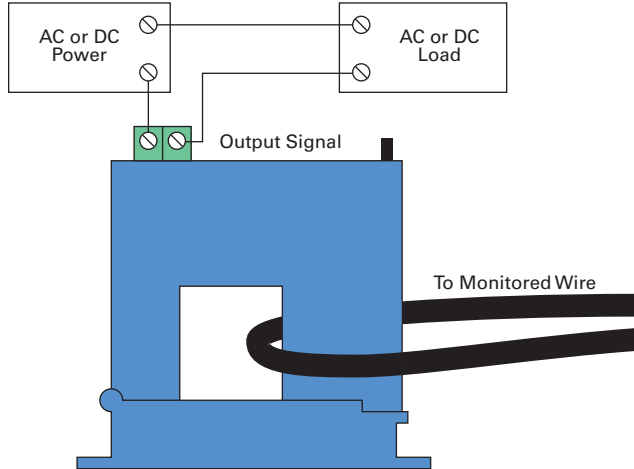 AC or DC
Power
AC or DC
Load
Output Signal
To Monitored Wire